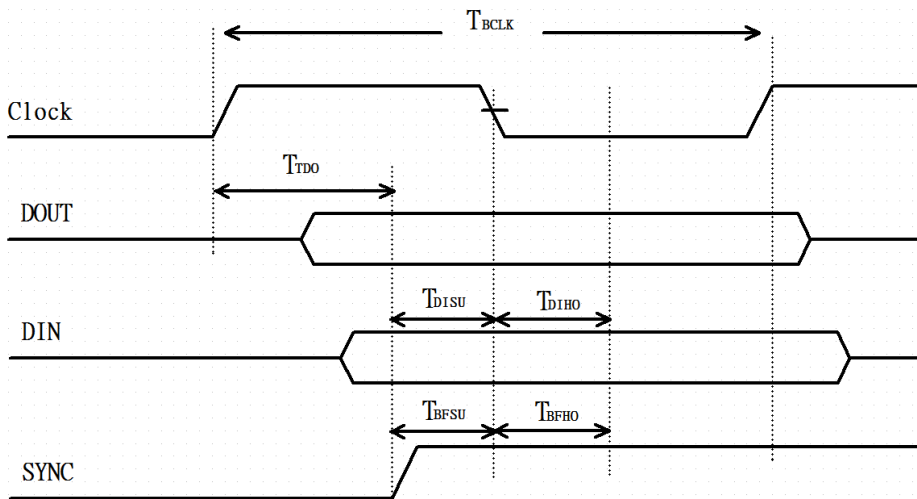 TBCLK
Clock
TTDO
DOUT
TDISU TDIHO
DIN
TBFSU TBFHO
SYNC